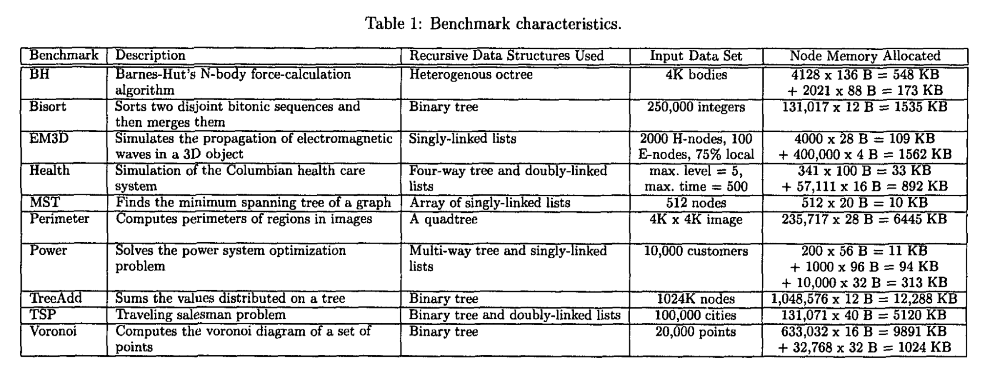 Table 1: Benchmark characteristics.
Benchmark Description Recursive Data Structures Used Input Data Set Node Memory Allocated
BH Barnes-Hut's N-body force-calculation Heterogenous octree 4K bodies 4128 x 136 B = 548 KB
algorithm + 2021 x 88 B = 173 KB
Bisort Sorts two disjoint bitonic sequences and Binary tree 250,000 integers 131,017 x 12 B = 1535 KB
then merges them
EM3D Simulates the propagation of electromagnetic Singly-linked lists 2000 H-nodes, 100 4000 x 28 B = 109 KB
waves in a 3D object E-nodes, 75% local + 400,000 x 4 B = 1562 KB
Health Simulation of the Columbian health care Four-way tree and doubly-linked max. level = 5, 341 x 100 B = 33 KB
system lists max. time = 500 + 57,111 x 16 B = 892 KB
MST Finds the minimum spanning tree of a graph Array of singly-linked lists 512 nodes 512 x 20 B = 10 KB
Perimeter Computes perimeters of regions in images A quadtree 4K x 4K image 235,717 x 28 B = 6445 KB
Power Solves the power system optimization Multi-way tree and singly-linked 10,000 customers 200 x 56 B = 11 KB
problem lists + 1000 x 96 B = 94 KB
+ 10,000 x 32 B = 313 KB
TreeAdd Sums the values distributed on a tree Binary tree 1024K nodes 1,048,576 x 12 B = 12,288 KB
TSP Traveling salesman problem Binary tree and doubly-linked lists 100,000 cities 131,071 x 40 B = 5120 KB
Voronoi Computes the voronoi diagram of a set of Binary tree 20,000 points 633,032 x 16 B = 9891 KB
points + 32,768 x 32 B = 1024 KB